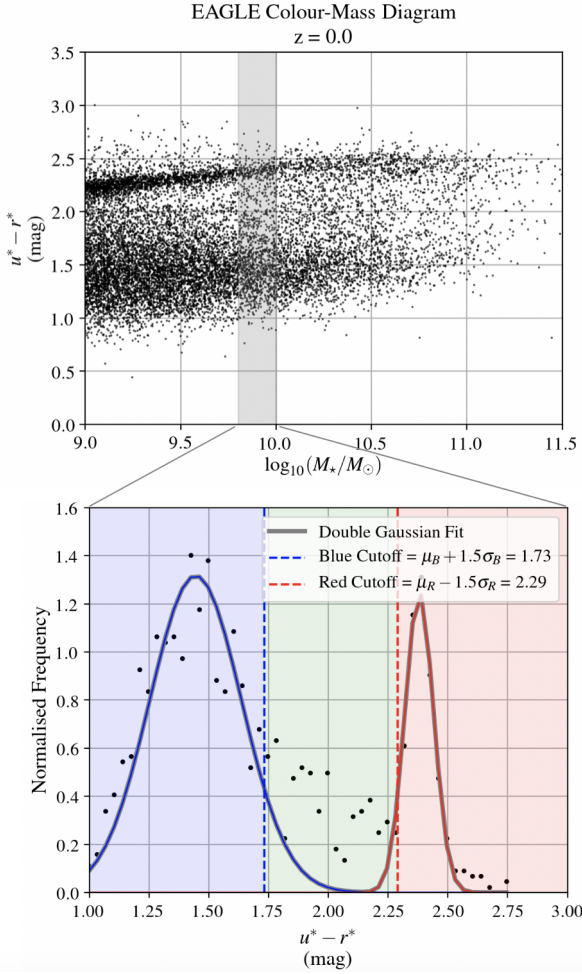 EAGLE Colour-Mass Diagram
z = 0.0
3.5
3.0
2.5
2.0
1.5
1.0
0.5
0.0
u* − r*
(mag)
9.0 9.5 10.0 10.5 11.0 11.5
log₁₀(M⋆/M⊙)
1.6
1.4
1.2
1.0
0.8
0.6
0.4
0.2
0.0
Normalised Frequency
Double Gaussian Fit
Blue Cutoff = μ_B + 1.5σ_B = 1.73
Red Cutoff = μ_R − 1.5σ_R = 2.29
1.00 1.25 1.50 1.75 2.00 2.25 2.50 2.75 3.00
u* − r*
(mag)